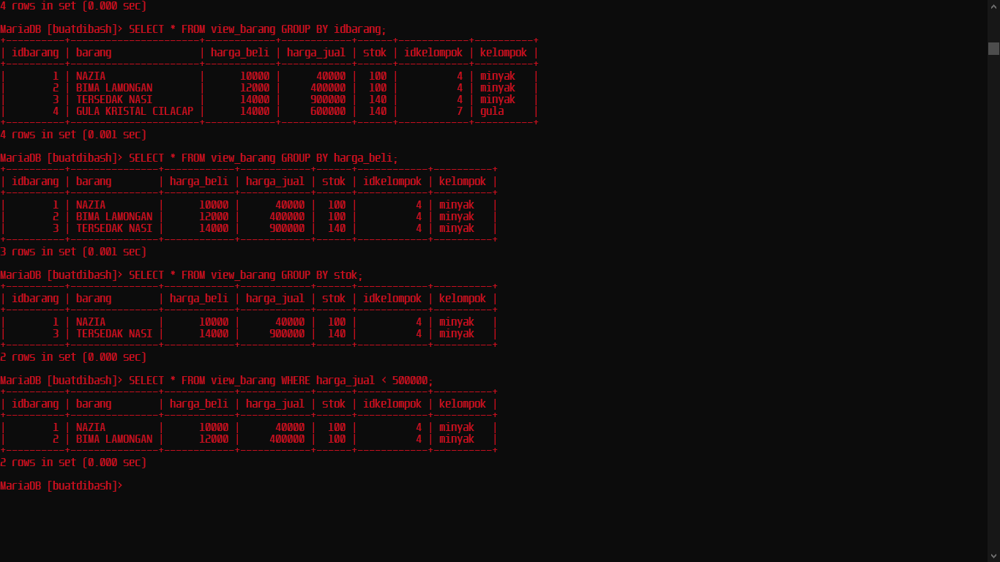 4 rows in set (0.000 sec)
MariaDB [buatdibash]> SELECT * FROM view_barang GROUP BY idbarang;
+----------+----------------------+------------+------------+------+------------+----------+
| idbarang | barang               | harga_beli | harga_jual | stok | idkelompok | kelompok |
+----------+----------------------+------------+------------+------+------------+----------+
|        1 | NAZIA                |      10000 |      40000 |  100 |          4 | minyak   |
|        2 | BIMA LAMONGAN        |      12000 |     400000 |  100 |          4 | minyak   |
|        3 | TERSEDAK NASI        |      14000 |     900000 |  140 |          4 | minyak   |
|        4 | GULA KRISTAL CILACAP |      14000 |     600000 |  140 |          7 | gula     |
+----------+----------------------+------------+------------+------+------------+----------+
4 rows in set (0.001 sec)
MariaDB [buatdibash]> SELECT * FROM view_barang GROUP BY harga_beli;
+----------+---------------+------------+------------+------+------------+----------+
| idbarang | barang        | harga_beli | harga_jual | stok | idkelompok | kelompok |
+----------+---------------+------------+------------+------+------------+----------+
|        1 | NAZIA         |      10000 |      40000 |  100 |          4 | minyak   |
|        2 | BIMA LAMONGAN |      12000 |     400000 |  100 |          4 | minyak   |
|        3 | TERSEDAK NASI |      14000 |     900000 |  140 |          4 | minyak   |
+----------+---------------+------------+------------+------+------------+----------+
3 rows in set (0.001 sec)
MariaDB [buatdibash]> SELECT * FROM view_barang GROUP BY stok;
+----------+---------------+------------+------------+------+------------+----------+
| idbarang | barang        | harga_beli | harga_jual | stok | idkelompok | kelompok |
+----------+---------------+------------+------------+------+------------+----------+
|        1 | NAZIA         |      10000 |      40000 |  100 |          4 | minyak   |
|        3 | TERSEDAK NASI |      14000 |     900000 |  140 |          4 | minyak   |
+----------+---------------+------------+------------+------+------------+----------+
2 rows in set (0.000 sec)
MariaDB [buatdibash]> SELECT * FROM view_barang WHERE harga_jual < 500000;
+----------+---------------+------------+------------+------+------------+----------+
| idbarang | barang        | harga_beli | harga_jual | stok | idkelompok | kelompok |
+----------+---------------+------------+------------+------+------------+----------+
|        1 | NAZIA         |      10000 |      40000 |  100 |          4 | minyak   |
|        2 | BIMA LAMONGAN |      12000 |     400000 |  100 |          4 | minyak   |
+----------+---------------+------------+------------+------+------------+----------+
2 rows in set (0.000 sec)
MariaDB [buatdibash]>